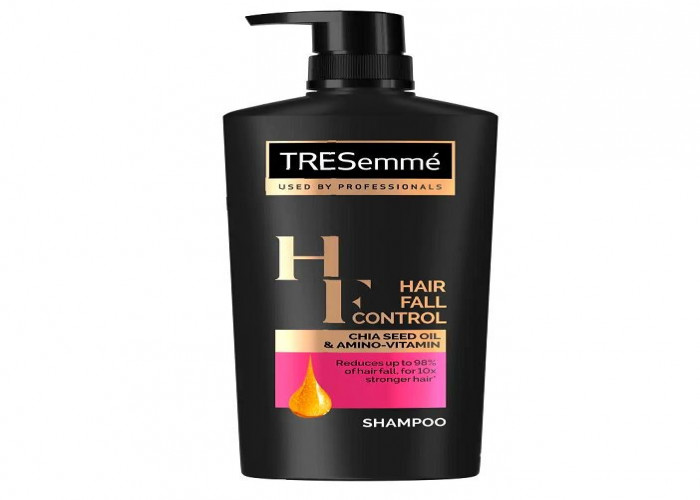 TRESemmé
USED BY PROFESSIONALS
HF
HAIR
FALL
CONTROL
CHIA SEED OIL
& AMINO-VITAMIN
Reduces up to 98%
of hair fall, for 10x
stronger hair*
SHAMPOO